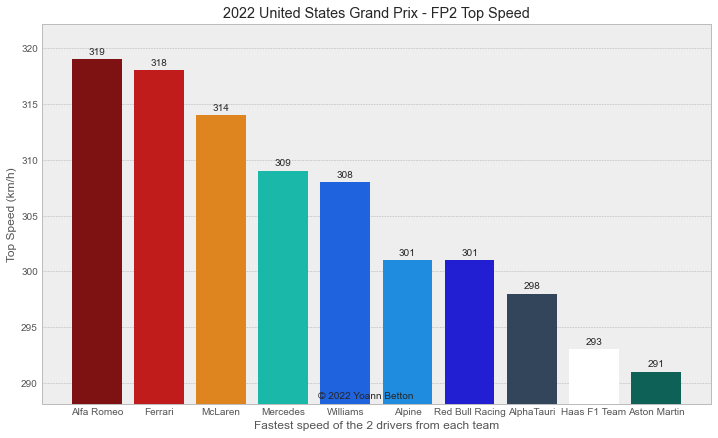 2022 United States Grand Prix - FP2 Top Speed
Top Speed (km/h)
320
315
310
305
300
295
290
319
318
314
309
308
301
301
298
293
291
© 2022 Yoann Betton
Alfa Romeo
Ferrari
McLaren
Mercedes
Williams
Alpine
Red Bull Racing
AlphaTauri
Haas F1 Team
Aston Martin
Fastest speed of the 2 drivers from each team